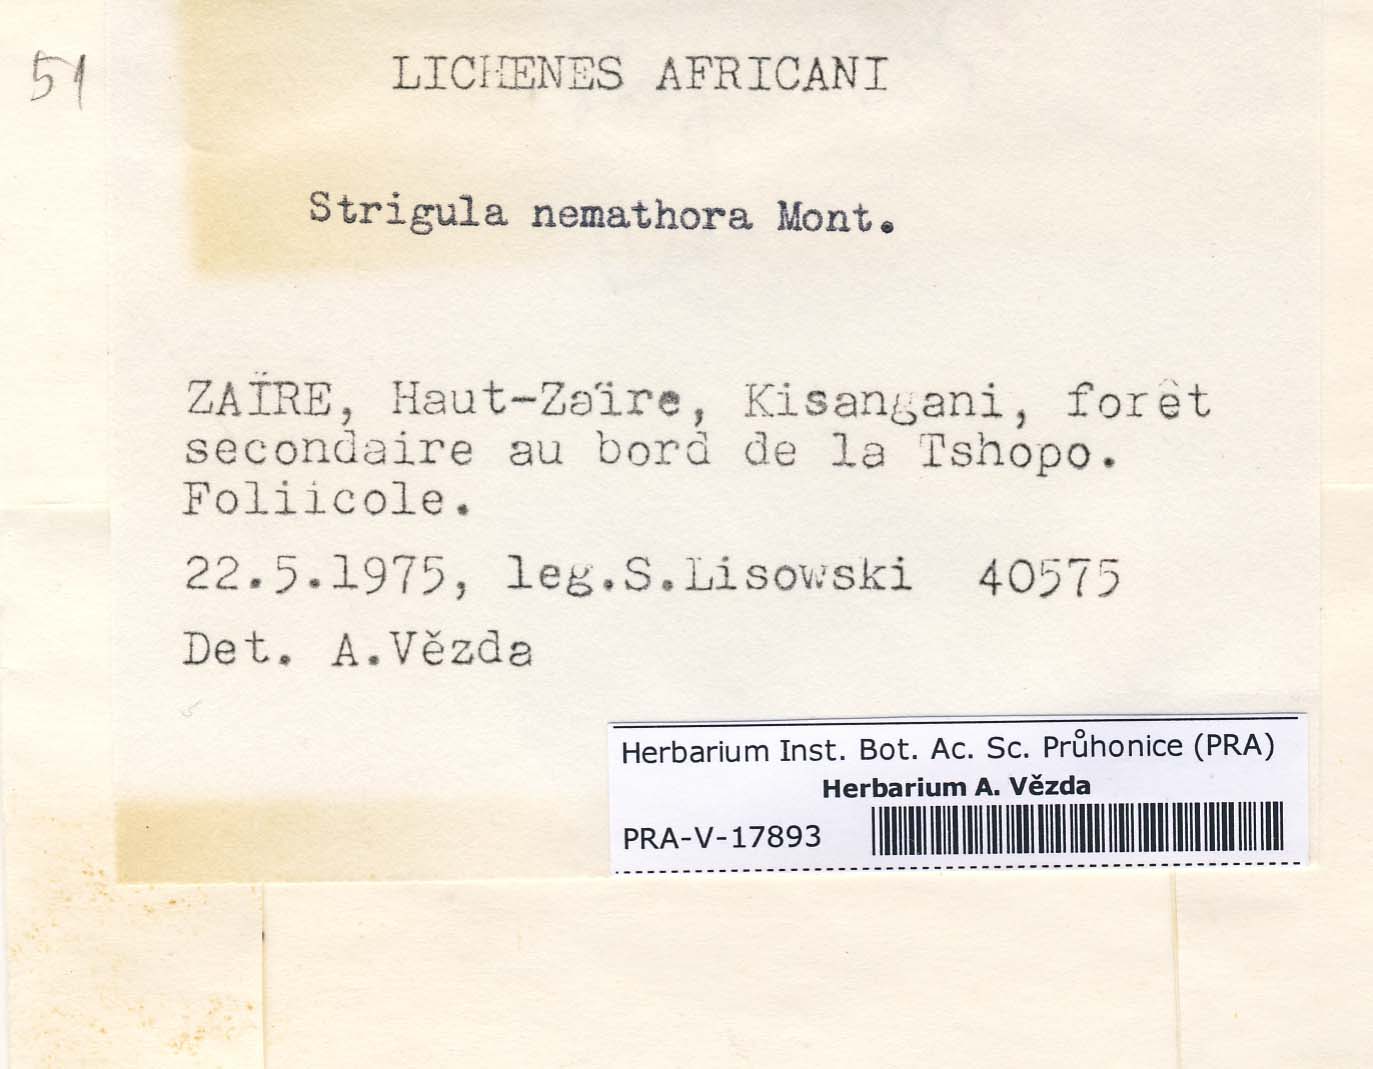 51
LICHENES AFRICANI
Strigula nemathora Mont.
ZAÏRE, Haut-Zaïre, Kisangani, forêt
secondaire au bord de la Tshopo.
Foliicole.
22.5.1975, leg.S.Lisowski 40575
Det. A.Vězda
Herbarium Inst. Bot. Ac. Sc. Průhonice (PRA)
Herbarium A. Vězda
PRA-V-17893